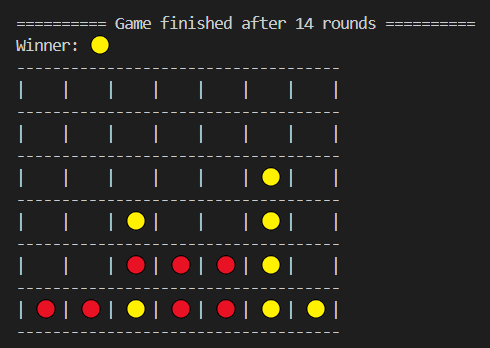 ========== Game finished after 14 rounds ==========
Winner: 🟡
------------------------------------
|    |    |    |    |    |    |    |
------------------------------------
|    |    |    |    |    |    |    |
------------------------------------
|    |    |    |    |    | 🟡 |    |
------------------------------------
|    |    | 🟡 |    |    | 🟡 |    |
------------------------------------
|    |    | 🔴 | 🔴 | 🔴 | 🟡 |    |
------------------------------------
| 🔴 | 🔴 | 🟡 | 🔴 | 🔴 | 🟡 | 🟡 |
------------------------------------